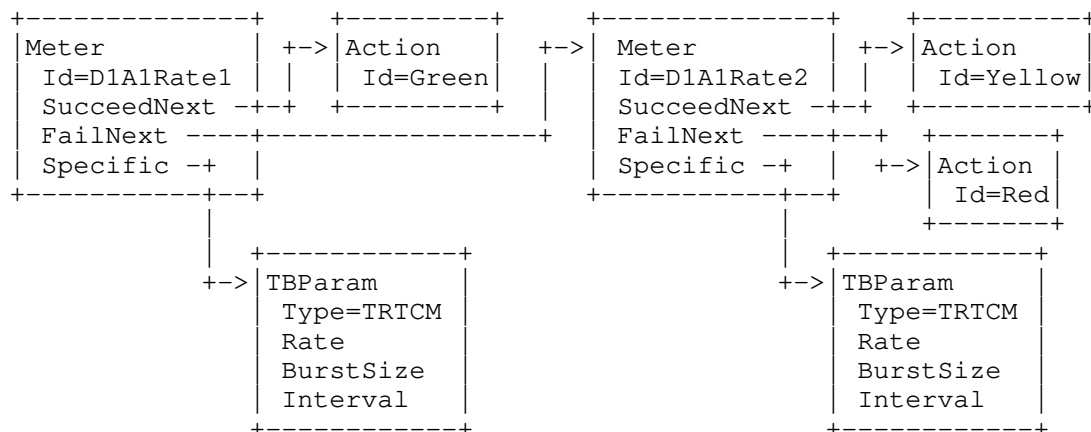 +---------------+     +---------+       +---------------+     +----------+
|Meter          | +->|Action   |  +->| Meter         | +->|Action    |
| Id=D1A1Rate1  | |  | Id=Green|  |  | Id=D1A1Rate2  | |  | Id=Yellow|
| SucceedNext -+-+  +---------+  |  | SucceedNext -+-+  +----------+
| FailNext ----+-----------------+  | FailNext ----+--+  +-------+
| Specific -+   |                   | Specific -+   |  +->|Action |
+-----------+--+                    +-----------+--+     | Id=Red|
            |                                   |        +-------+
            |  +------------+                   |  +------------+
            +->|TBParam     |                   +->|TBParam     |
               | Type=TRTCM |                      | Type=TRTCM |
               | Rate       |                      | Rate       |
               | BurstSize  |                      | BurstSize  |
               | Interval   |                      | Interval   |
               +------------+                      +------------+